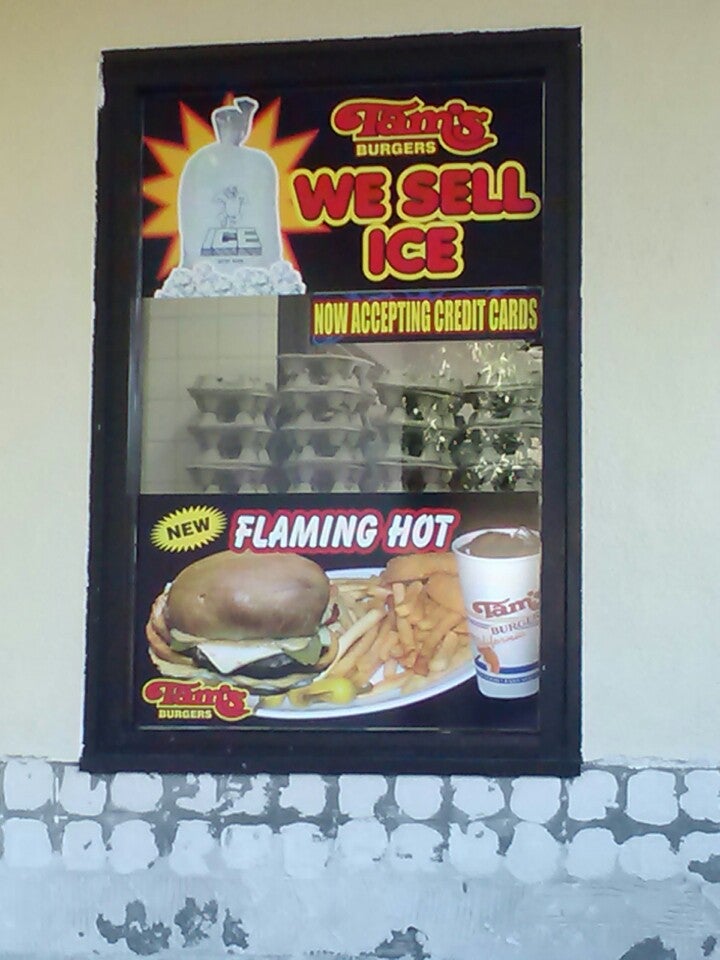 Tam's
BURGERS
WE SELL
ICE
ICE
NOW ACCEPTING CREDIT CARDS
NEW
FLAMING HOT
Tam's
BURGERS
Tam's
BURGERS